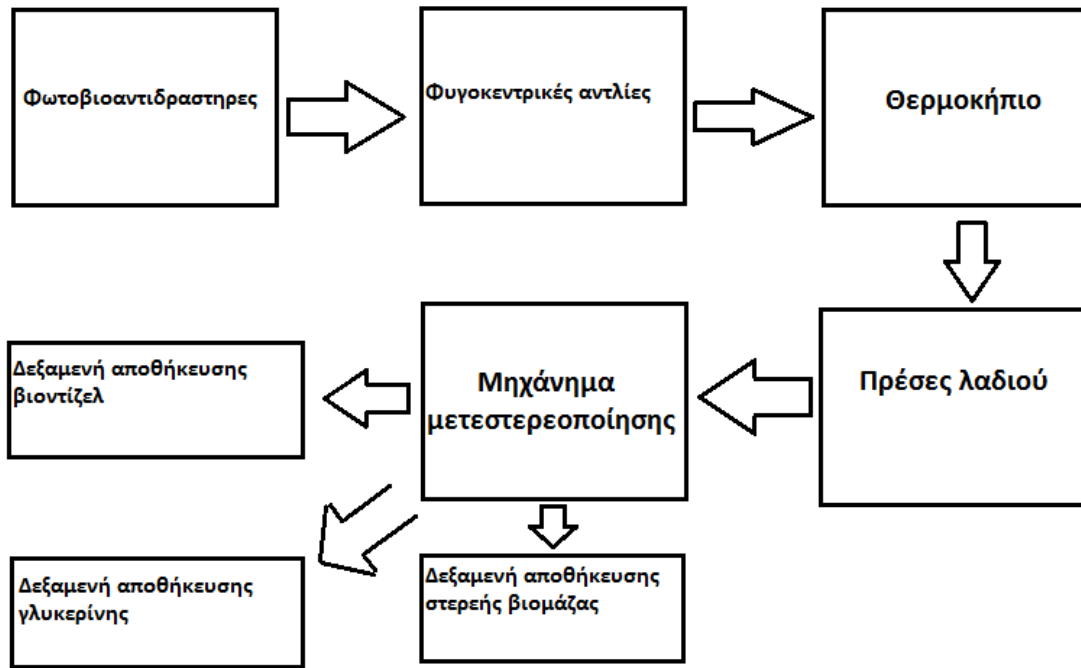 Φωτοβιοαντιδραστηρες
Φυγοκεντρικές αντλίες
Θερμοκήπιο
Πρέσες λαδιού
Μηχάνημα
μετεστερεοποίησης
Δεξαμενή αποθήκευσης
βιοντίζελ
Δεξαμενή αποθήκευσης
γλυκερίνης
Δεξαμενή αποθήκευσης
στερεής βιομάζας